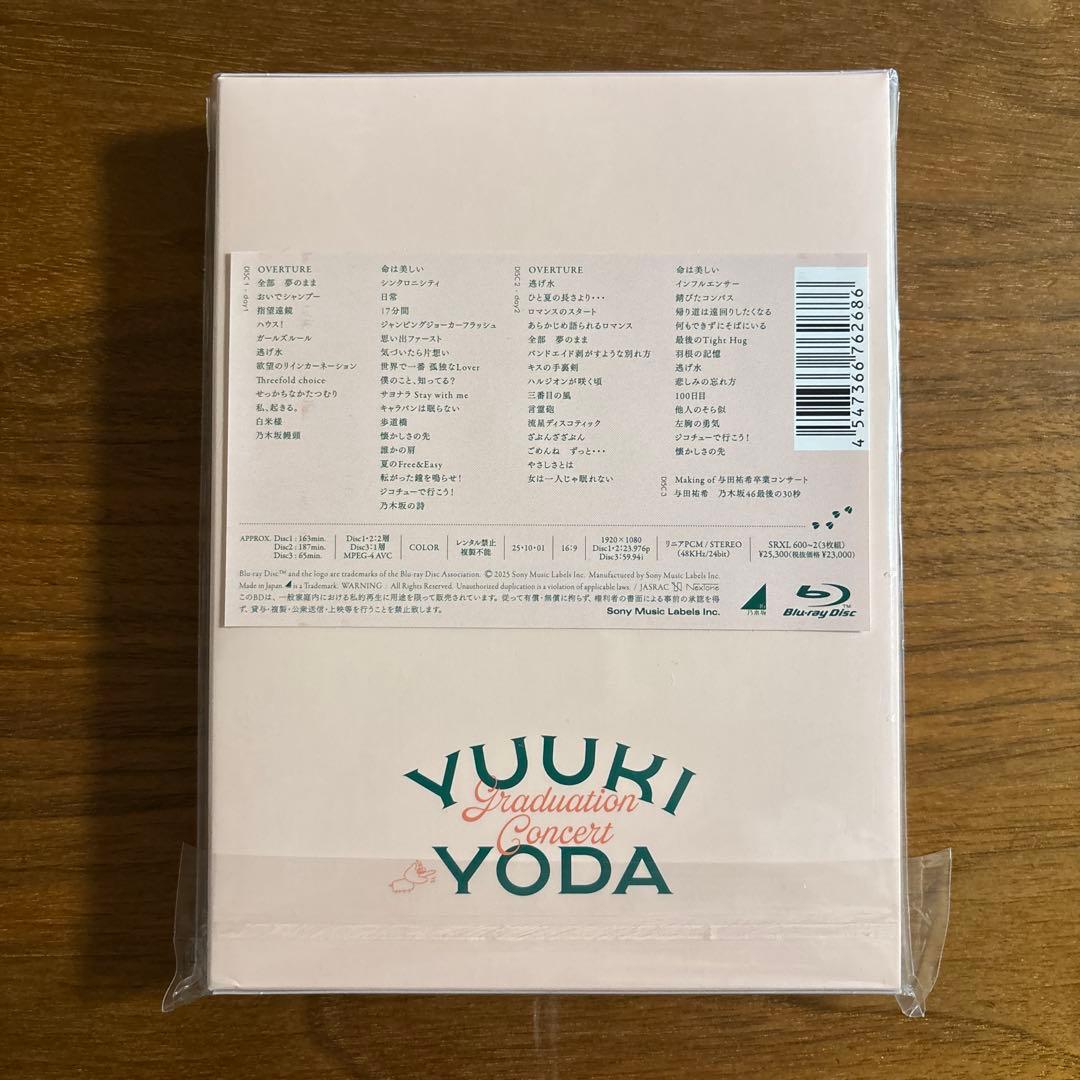 DISC1 - day1
OVERTURE
全部 夢のまま
おいでシャンプー
指望遠鏡
ハウス!
ガールズルール
逃げ水
欲望のリインカーネーション
Threefold choice
せっかちなかたつむり
私、起きる。
白米様
乃木坂饅頭
命は美しい
シンクロニシティ
日常
17分間
ジャンピングジョーカーフラッシュ
思い出ファースト
気づいたら片想い
世界で一番 孤独なLover
僕のこと、知ってる?
サヨナラ Stay with me
キャラバンは眠らない
歩道橋
懐かしさの先
誰かの肩
夏のFree&Easy
転がった鐘を鳴らせ!
ジコチューで行こう!
乃木坂の詩
DISC2 - day2
OVERTURE
逃げ水
ひと夏の長さより・・・
ロマンスのスタート
あらかじめ語られるロマンス
全部 夢のまま
バンドエイド剥がすような別れ方
キスの手裏剣
ハルジオンが咲く頃
三番目の風
言霊砲
流星ディスコティック
ざぶんざざぶん
ごめんね ずっと・・・
やさしさとは
女は一人じゃ眠れない
命は美しい
インフルエンサー
錆びたコンパス
帰り道は遠回りしたくなる
何もできずにそばにいる
最後のTight Hug
羽根の記憶
逃げ水
悲しみの忘れ方
100日目
他人のそら似
左胸の勇気
ジコチューで行こう!
懐かしさの先
DISC3
Making of 与田祐希卒業コンサート
与田祐希 乃木坂46最後の30秒
4 547366 762686
APPROX. Disc1 : 163min.
Disc2 : 187min.
Disc3 : 65min.
Disc1・2:2層
Disc3:1層
MPEG-4 AVC
COLOR
レンタル禁止
複製不能
25・10・01
16:9
1920×1080
Disc1・2:23.976p
Disc3:59.94i
リニアPCM / STEREO
(48KHz/24bit)
SRXL 600~2(3枚組)
¥25,300(税抜価格 ¥23,000)
Blu-ray Disc™ and the logo are trademarks of the Blu-ray Disc Association. ©2025 Sony Music Labels Inc. Manufactured by Sony Music Labels Inc.
Made in Japan. is a Trademark. WARNING / All Rights Reserved. Unauthorized duplication is a violation of applicable laws. / JASRAC NexTone
このBDは、一般家庭内における私的再生に用途を限って販売されています。従って有償・無償に拘らず、権利者の書面による事前の承認を得
ず、貸与・複製・公衆送信・上映等を行うことを禁止致します。
Sony Music Labels Inc.
乃木坂
Blu-ray Disc™
YUUKI
Graduation
Concert
YODA